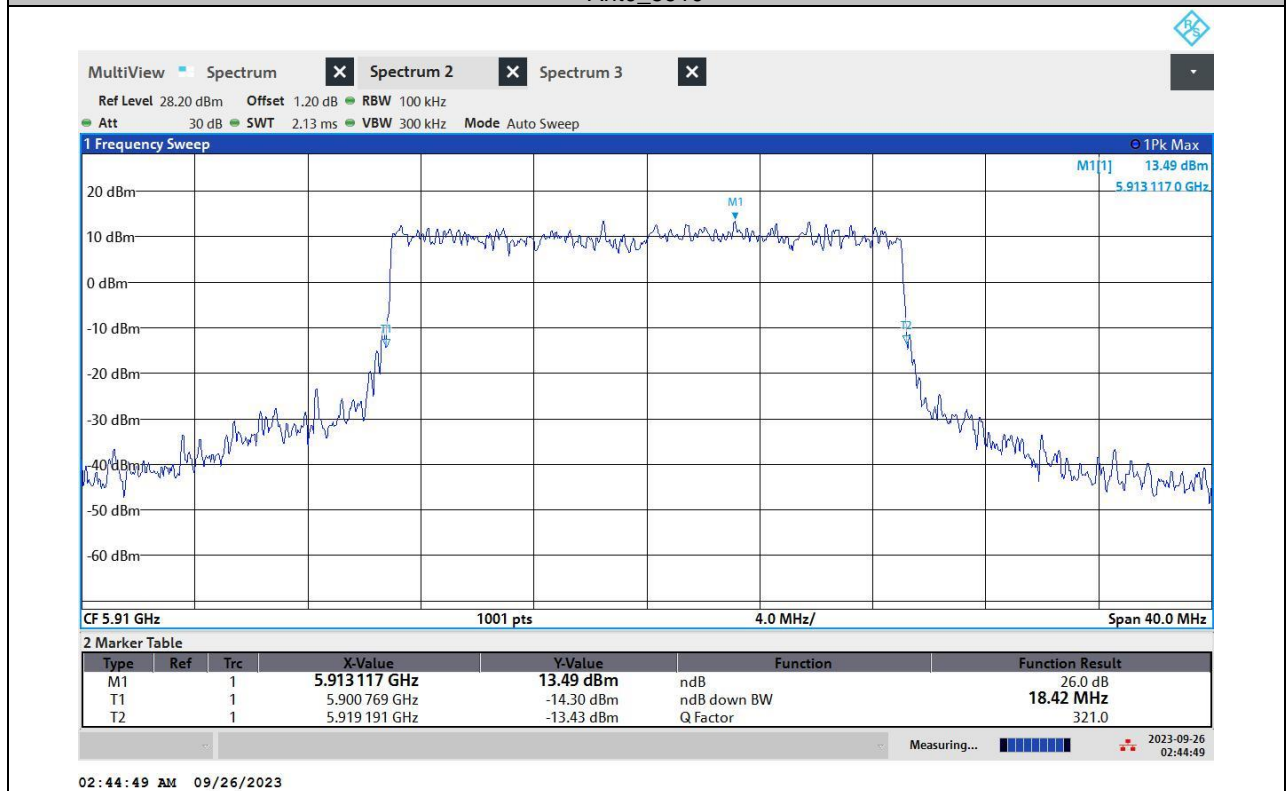 MultiView Spectrum Spectrum 2 Spectrum 3
Ref Level 28.20 dBm Offset 1.20 dB RBW 100 kHz
Att 30 dB SWT 2.13 ms VBW 300 kHz Mode Auto Sweep
1 Frequency Sweep 1Pk Max
M1[1] 13.49 dBm
5.913 117 0 GHz
20 dBm
M1
10 dBm
0 dBm
-10 dBm
T1
T2
-20 dBm
-30 dBm
-40 dBm
-50 dBm
-60 dBm
CF 5.91 GHz 1001 pts 4.0 MHz/ Span 40.0 MHz
2 Marker Table
Type Ref Trc X-Value Y-Value Function Function Result
M1 1 5.913 117 GHz 13.49 dBm ndB 26.0 dB
T1 1 5.900 769 GHz -14.30 dBm ndB down BW 18.42 MHz
T2 1 5.919 191 GHz -13.43 dBm Q Factor 321.0
Measuring... 2023-09-26
02:44:49
02:44:49 AM 09/26/2023